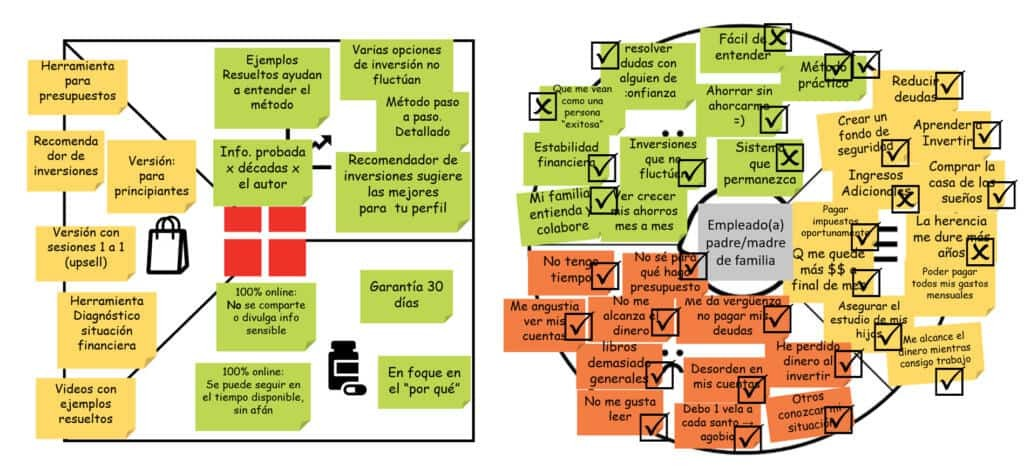 Herramienta
para
presupuestos
Recomenda
dor de
inversiones
Versión:
para
principiantes
Versión con
sesiones 1 a 1
(upsell)
Herramienta
Diagnóstico
situación
financiera
Videos con
ejemplos
resueltos
Ejemplos
Resueltos ayudan
a entender el
método
Varias opciones
de inversión no
fluctúan
Método paso
a paso.
Detallado
Info. probada
x décadas x
el autor
Recomendador de
inversiones sugiere
las mejores
para tu perfil
100% online:
No se comparte
o divulga info
sensible
Garantía 30
días
100% online:
Se puede seguir en
el tiempo disponible,
sin afán
En foque en
el "por qué"
resolver
dudas con
alguien de
confianza
Fácil de
entender
Método
práctico
Que me vean
como una
persona
"exitosa"
Ahorrar sin
ahorcarme
=)
Estabilidad
financiera
Inversiones
que no
fluctúen
Sistema
que
permanezca
Mi familia
entienda y
colabore
Ver crecer
mis ahorros
mes a mes
Empleado(a)
padre/madre
de familia
Reducir
deudas
Crear un
fondo de
seguridad
Aprender a
Invertir
Ingresos
Adicionales
Comprar la
casa de los
sueños
Pagar
impuestos
oportunamente
La herencia
me dure más
años
Q me quede
más $$ a
final de mes
Poder pagar
todos mis gastos
mensuales
Asegurar el
estudio de mis
hijos
Me alcance el
dinero mientras
consigo trabajo
No tengo
tiempo
No sé para
qué hago
presupuesto
Me angustia
ver mis
cuentas
No me
alcanza el
dinero
Me da vergüenza
no pagar mis
deudas
libros
demasiado
generales
Desorden en
mis cuentas
He perdido
dinero al
invertir
No me gusta
leer
Debo 1 vela a
cada santo →
agobio
Otros
conozcan mi
situación